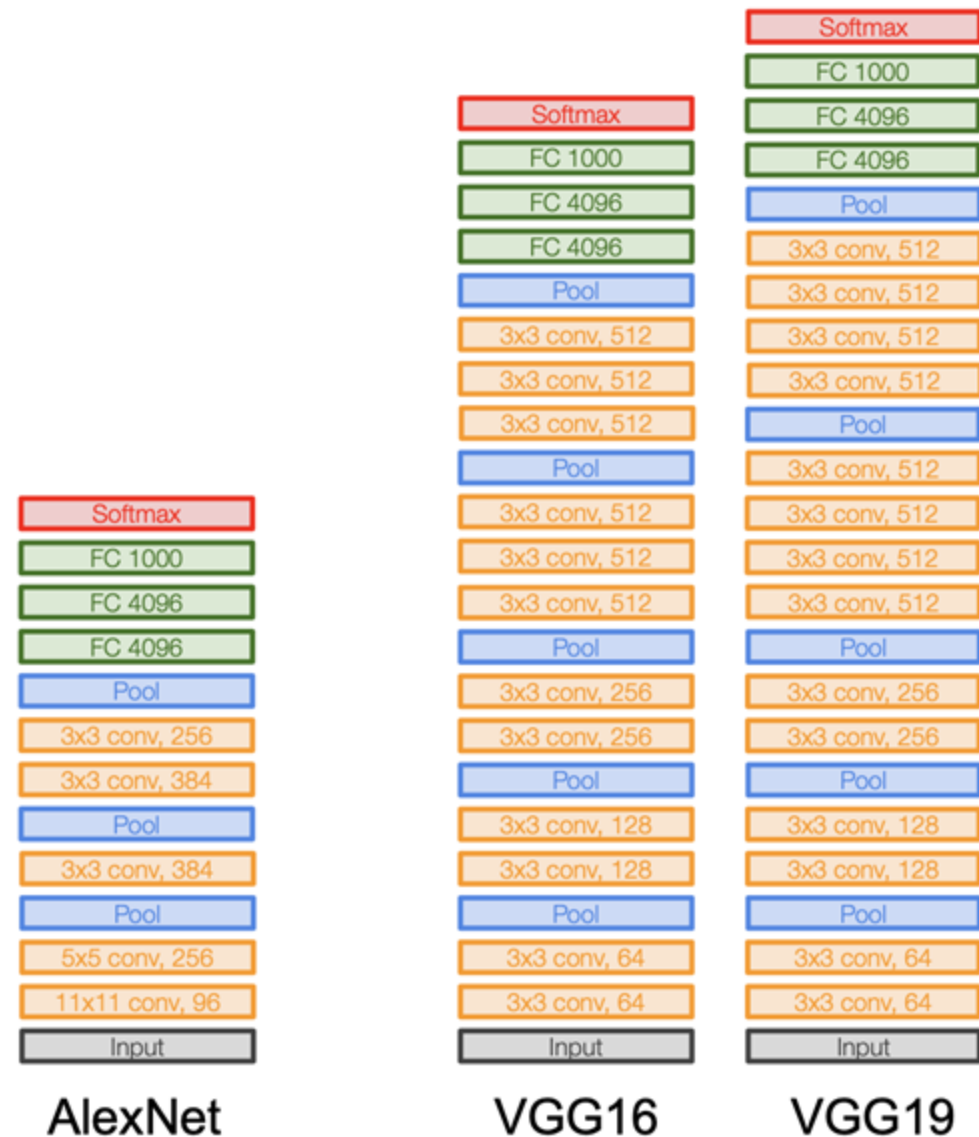 Softmax
FC 1000
FC 4096
FC 4096
Pool
3x3 conv, 256
3x3 conv, 384
Pool
3x3 conv, 384
Pool
5x5 conv, 256
11x11 conv, 96
Input
AlexNet
Softmax
FC 1000
FC 4096
FC 4096
Pool
3x3 conv, 512
3x3 conv, 512
3x3 conv, 512
Pool
3x3 conv, 512
3x3 conv, 512
3x3 conv, 512
Pool
3x3 conv, 256
3x3 conv, 256
Pool
3x3 conv, 128
3x3 conv, 128
Pool
3x3 conv, 64
3x3 conv, 64
Input
VGG16
Softmax
FC 1000
FC 4096
FC 4096
Pool
3x3 conv, 512
3x3 conv, 512
3x3 conv, 512
3x3 conv, 512
Pool
3x3 conv, 512
3x3 conv, 512
3x3 conv, 512
3x3 conv, 512
Pool
3x3 conv, 256
3x3 conv, 256
Pool
3x3 conv, 128
3x3 conv, 128
Pool
3x3 conv, 64
3x3 conv, 64
Input
VGG19